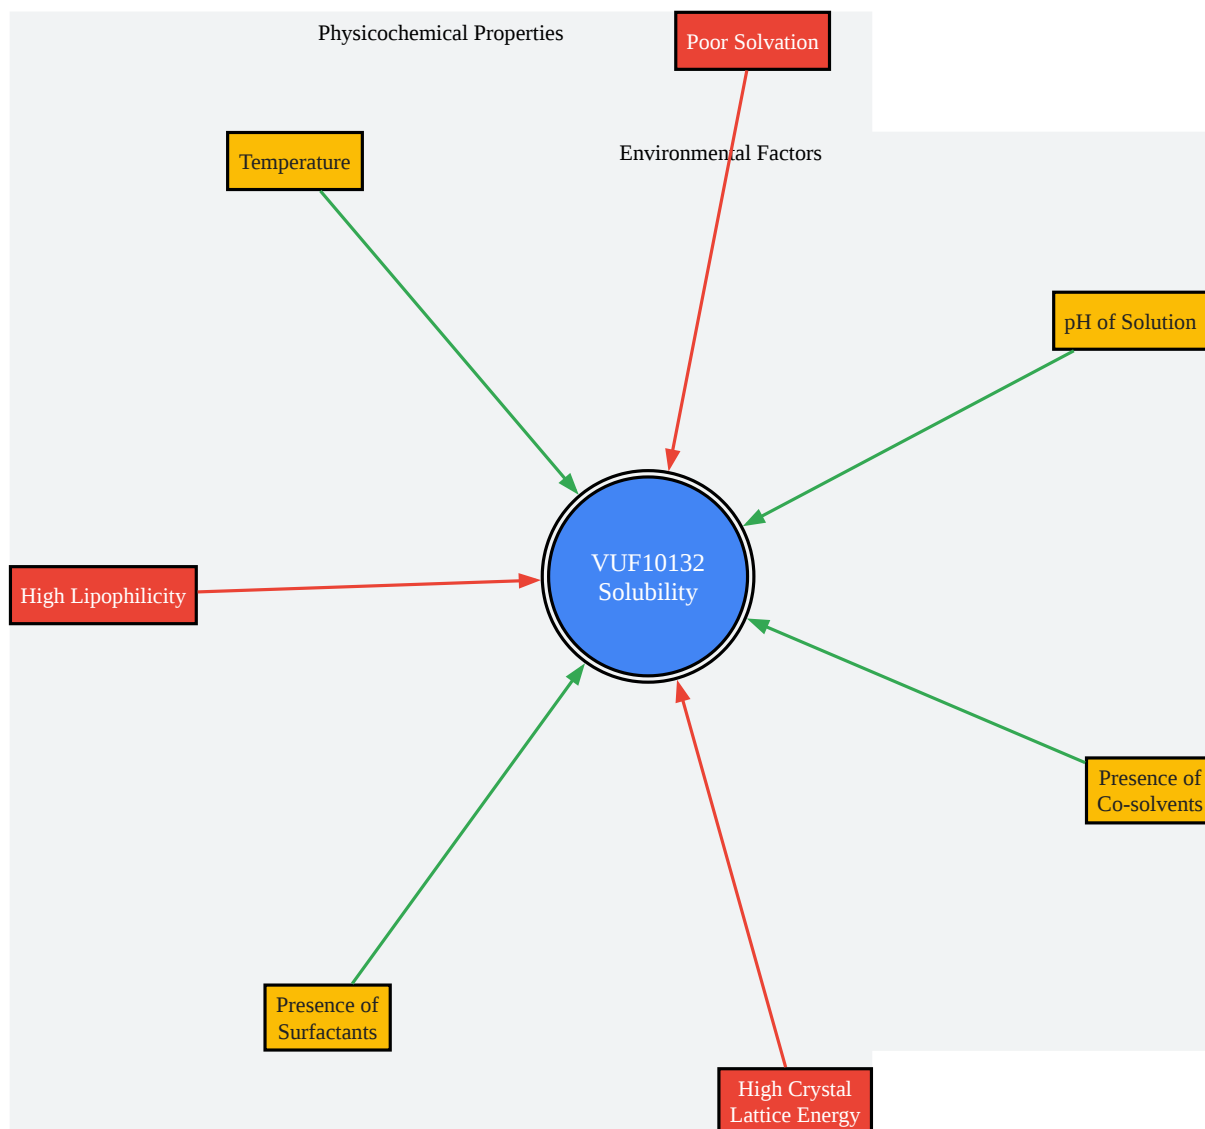 Physicochemical Properties
Poor Solvation
Environmental Factors
Temperature
pH of Solution
VUF10132
Solubility
High Lipophilicity
Presence of
Co-solvents
Presence of
Surfactants
High Crystal
Lattice Energy